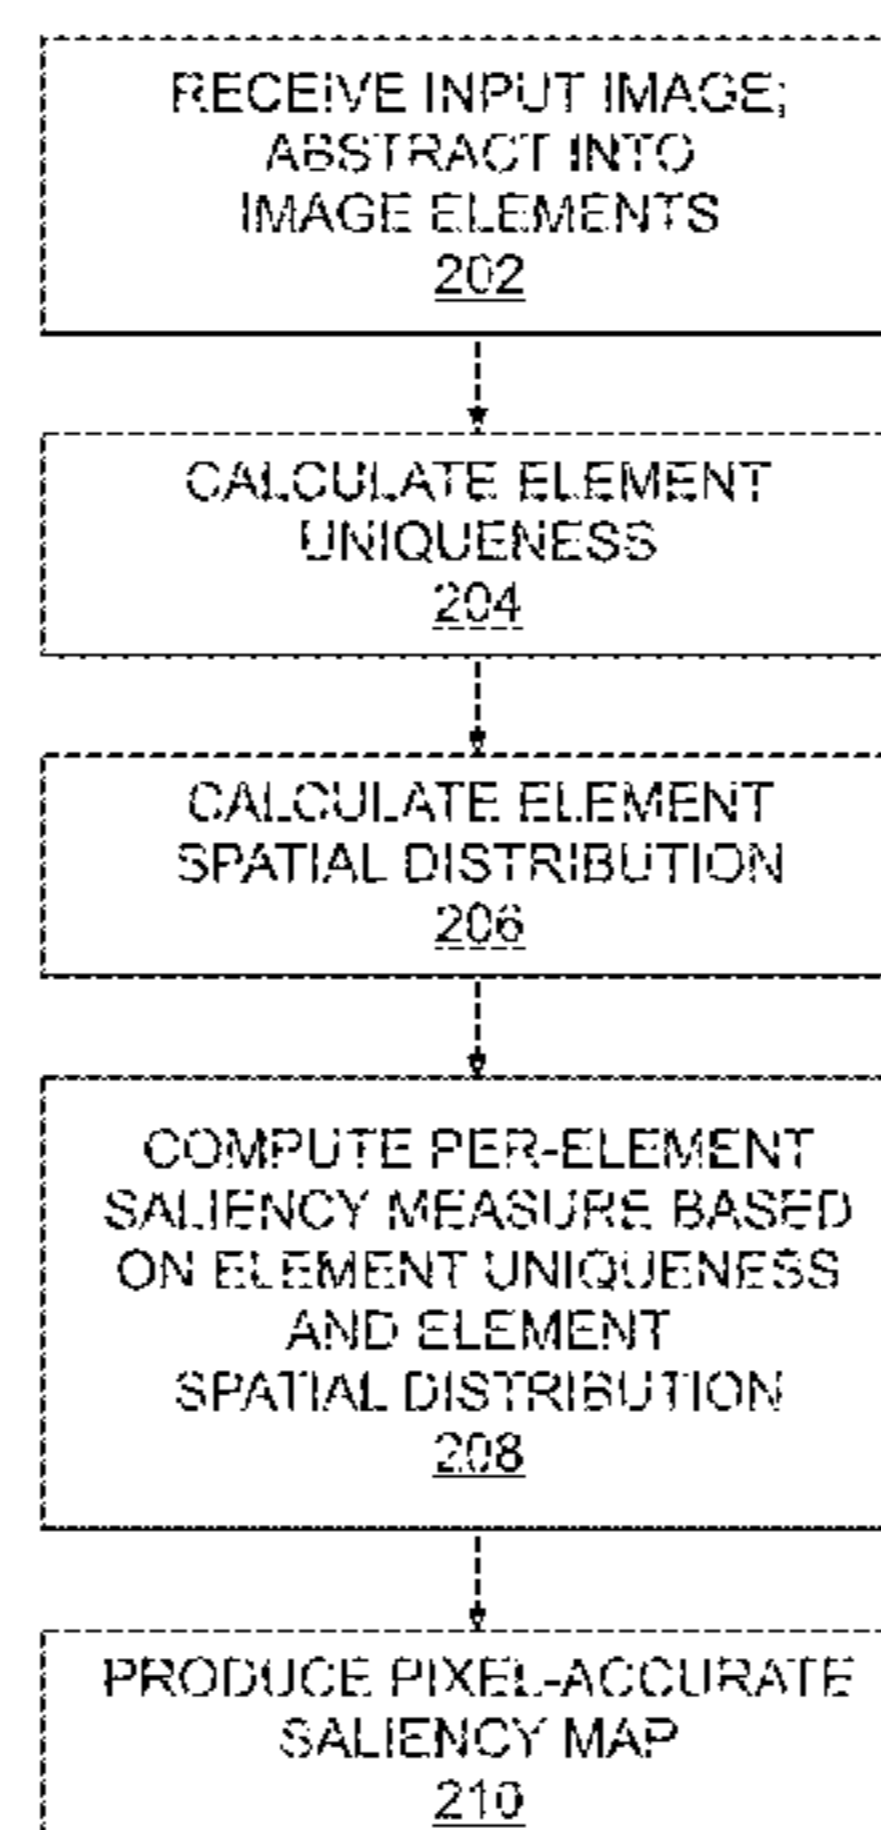 RECEIVE INPUT IMAGE;
ABSTRACT INTO
IMAGE ELEMENTS
202
CALCULATE ELEMENT
UNIQUENESS
204
CALCULATE ELEMENT
SPATIAL DISTRIBUTION
206
COMPUTE PER-ELEMENT
SALIENCY MEASURE BASED
ON ELEMENT UNIQUENESS
AND ELEMENT
SPATIAL DISTRIBUTION
208
PRODUCE PIXEL-ACCURATE
SALIENCY MAP
210